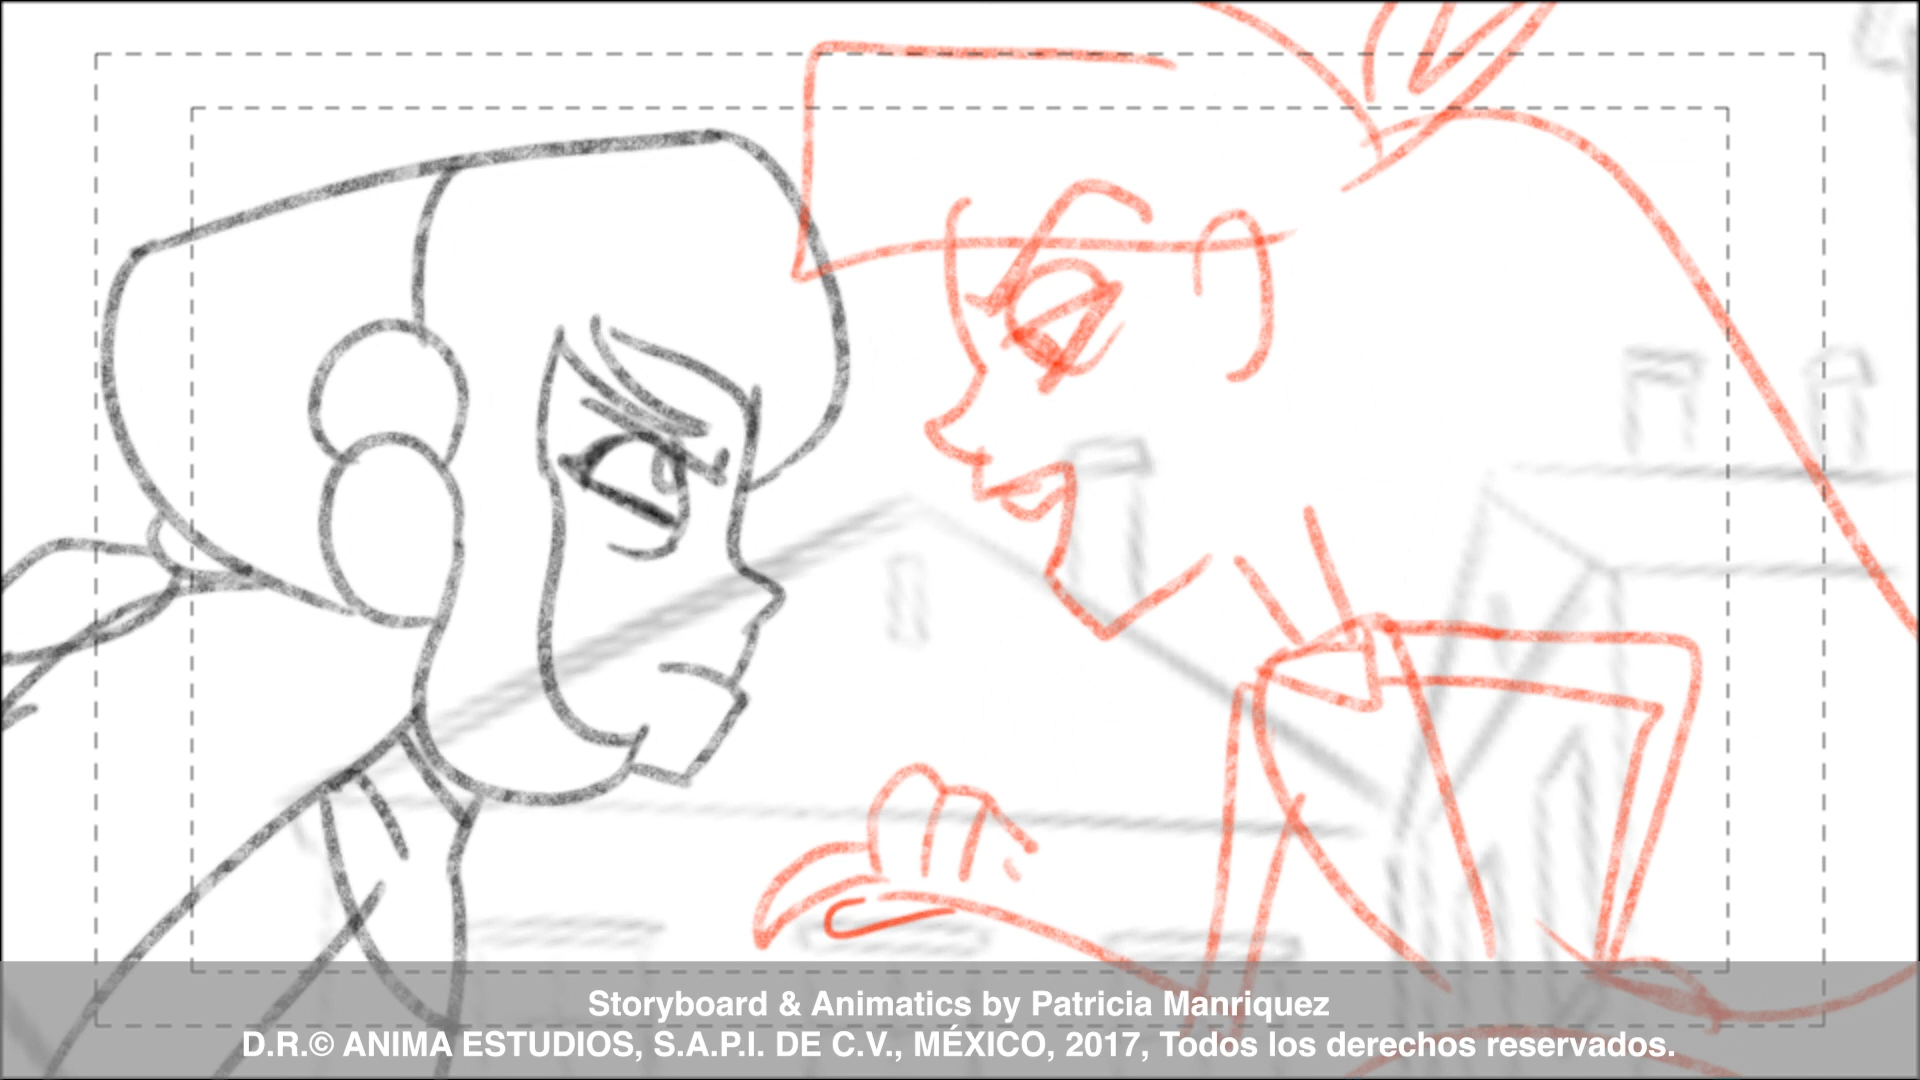 Storyboard & Animatics by Patricia Manriquez
D.R.© ANIMA ESTUDIOS, S.A.P.I. DE C.V., MÉXICO, 2017, Todos los derechos reservados.